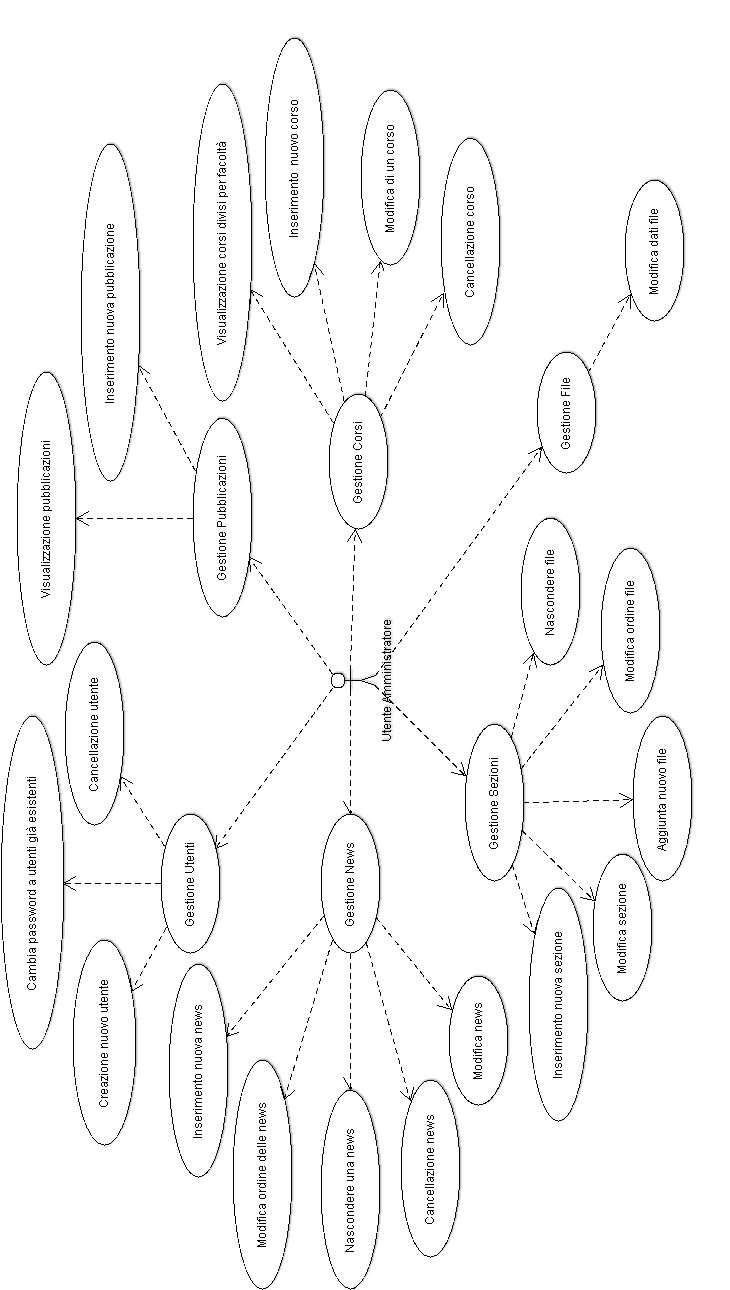 Cambia password a utenti già esistenti
Visualizzazione pubblicazioni
Cancellazione utente
Creazione nuovo utente
Inserimento nuova pubblicazione
Gestione Utenti
Inserimento nuova news
Gestione Pubblicazioni
Visualizzazione corsi divisi per facoltà
Modifica ordine delle news
Inserimento nuovo corso
Nascondere una news
Gestione News
Gestione Corsi
Utente Amministratore
Modifica di un corso
Cancellazione news
Cancellazione corso
Modifica news
Gestione Sezioni
Nascondere file
Inserimento nuova sezione
Gestione File
Modifica sezione
Modifica ordine file
Modifica dati file
Aggiunta nuovo file